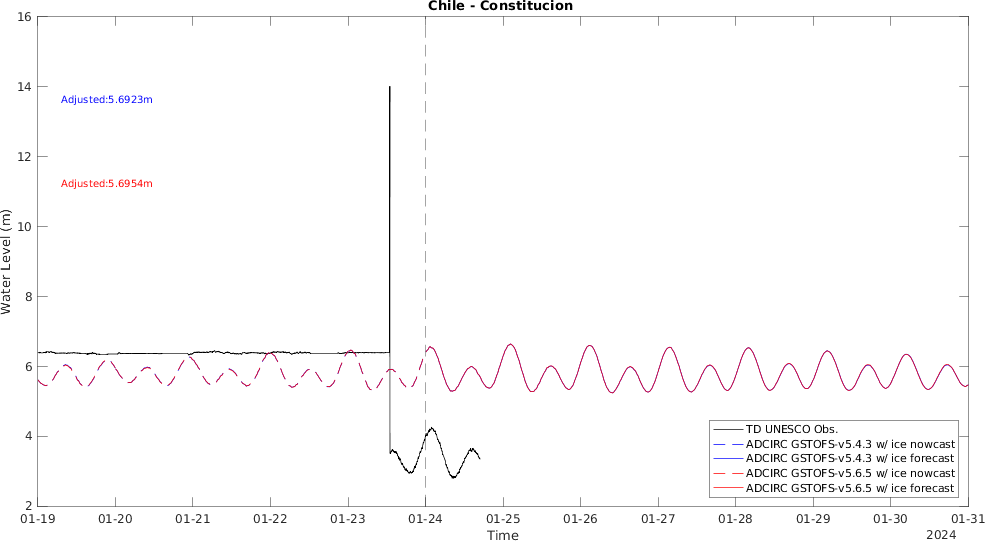 Chile - Constitucion
16
14
12
10
8
6
4
2
Water Level (m)
Adjusted:5.6923m
Adjusted:5.6954m
TD UNESCO Obs.
ADCIRC GSTOFS-v5.4.3 w/ ice nowcast
ADCIRC GSTOFS-v5.4.3 w/ ice forecast
ADCIRC GSTOFS-v5.6.5 w/ ice nowcast
ADCIRC GSTOFS-v5.6.5 w/ ice forecast
01-19 01-20 01-21 01-22 01-23 01-24 01-25 01-26 01-27 01-28 01-29 01-30 01-31
Time
2024